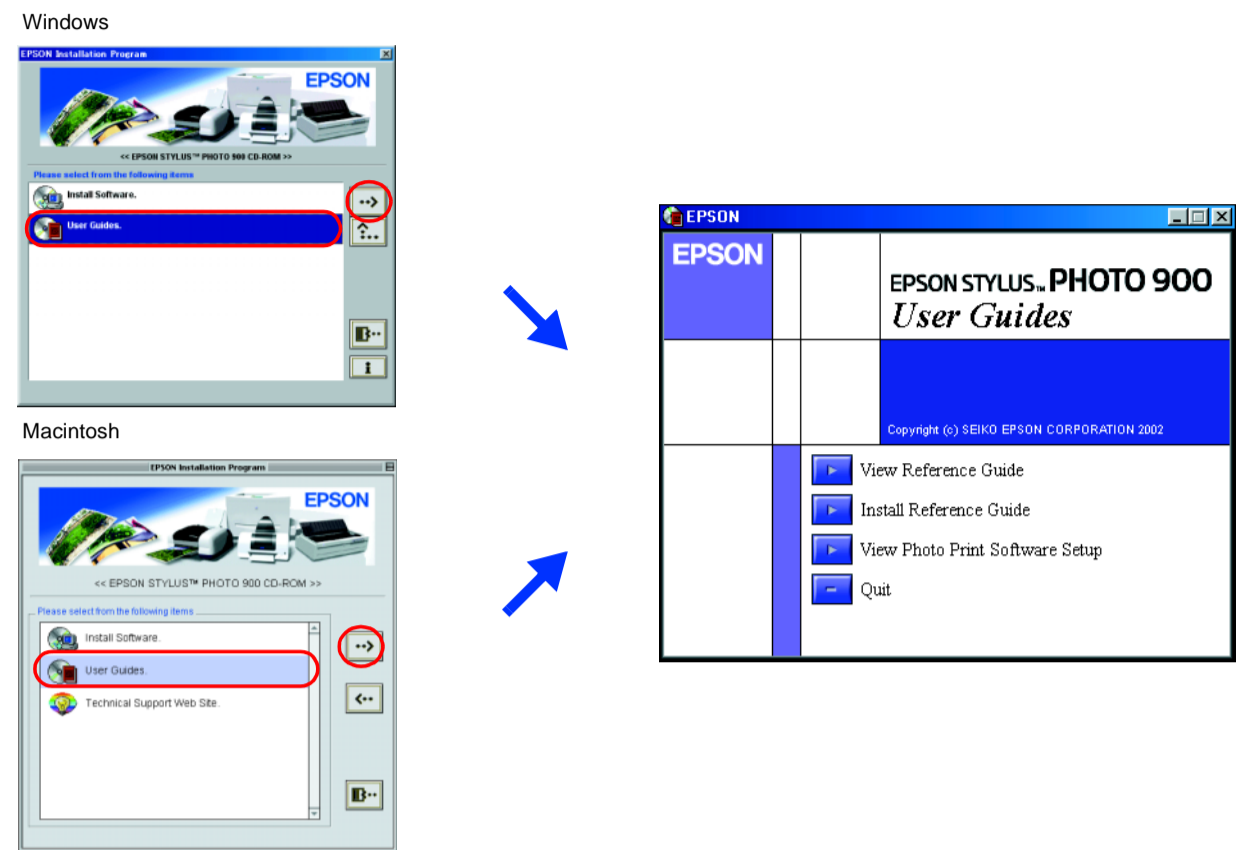 Windows
EPSON Installation Program
EPSON
<< EPSON STYLUS™ PHOTO 900 CD-ROM >>
Please select from the following items
Install Software.
User Guides.
Macintosh
EPSON Installation Program
EPSON
<< EPSON STYLUS™ PHOTO 900 CD-ROM >>
Please select from the following items
Install Software.
User Guides.
Technical Support Web Site.
EPSON
EPSON
EPSON STYLUS™ PHOTO 900
User Guides
Copyright (c) SEIKO EPSON CORPORATION 2002
View Reference Guide
Install Reference Guide
View Photo Print Software Setup
Quit